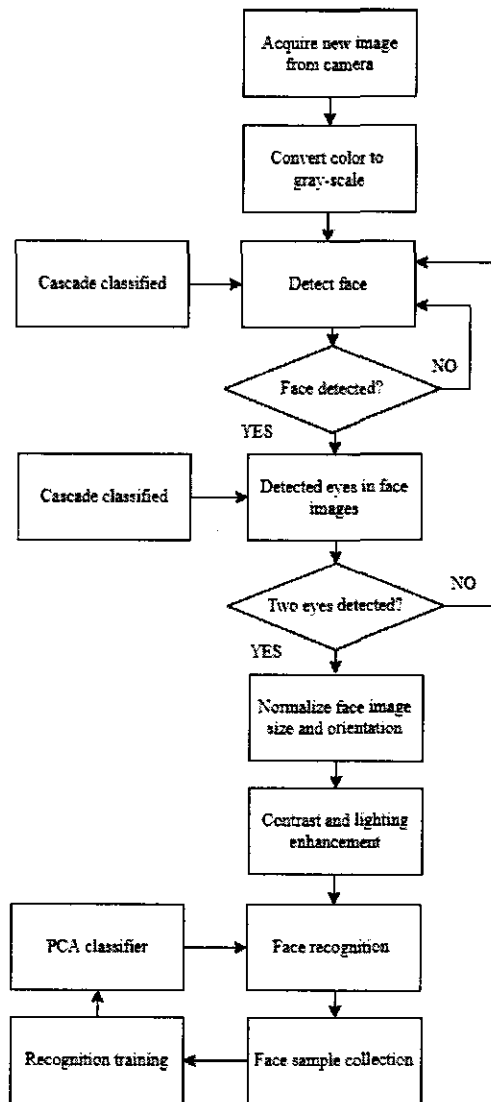 Acquire new image
from camera
Convert color to
gray-scale
Cascade classified
Detect face
NO
Face detected?
YES
Cascade classified
Detected eyes in face
images
NO
Two eyes detected?
YES
Normalize face image
size and orientation
Contrast and lighting
enhancement
PCA classifier
Face recognition
Recognition training
Face sample collection